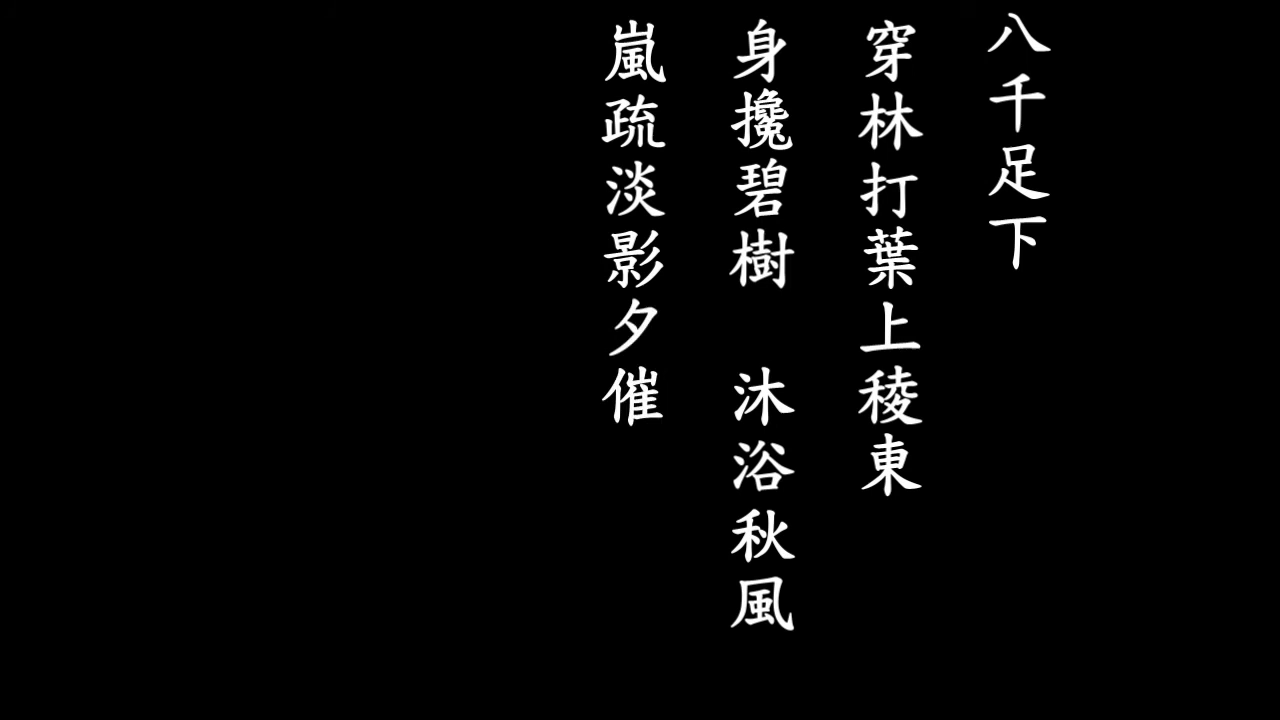 八千足下
穿林打葉上稜東
身攙碧樹　沐浴秋風
嵐疏淡影夕催